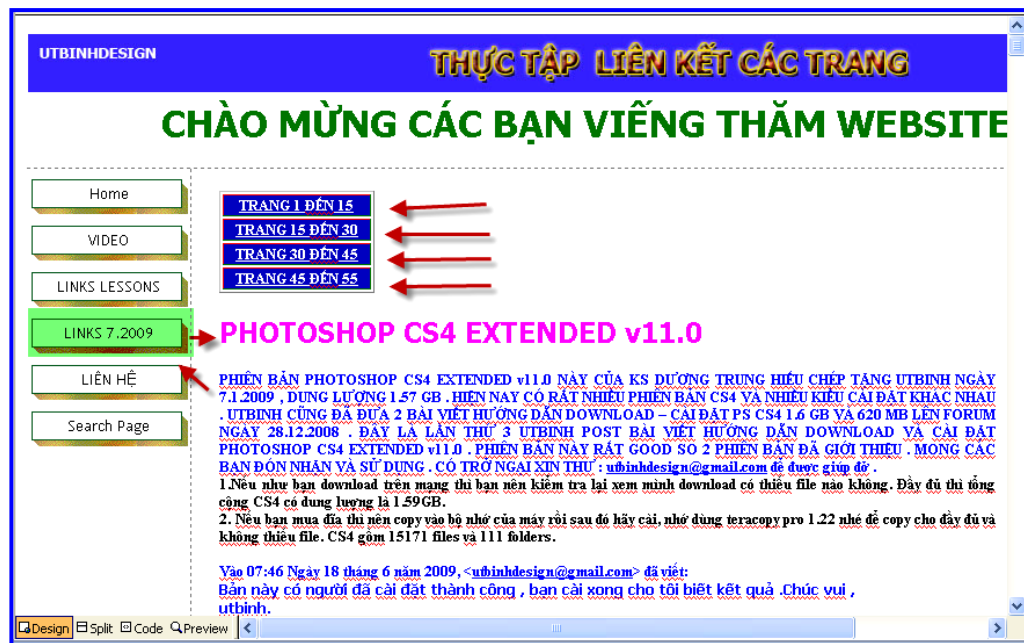 UTBINHDESIGN
THỰC TẬP LIÊN KẾT CÁC TRANG
CHÀO MỪNG CÁC BẠN VIẾNG THĂM WEBSITE
Home
VIDEO
LINKS LESSONS
LINKS 7.2009
LIÊN HỆ
Search Page
TRANG 1 ĐẾN 15
TRANG 15 ĐẾN 30
TRANG 30 ĐẾN 45
TRANG 45 ĐẾN 55
PHOTOSHOP CS4 EXTENDED v11.0
PHIÊN BẢN PHOTOSHOP CS4 EXTENDED v11.0 NÀY CỦA KS DƯƠNG TRUNG HIẾU CHÉP TẶNG UTBINH NGÀY
7.1.2009 , DUNG LƯỢNG 1.57 GB . HIỆN NAY CÓ RẤT NHIỀU PHIÊN BẢN CS4 VÀ NHIỀU KIỂU CÀI ĐẶT KHÁC NHAU
. UTBINH CŨNG ĐÃ ĐƯA 2 BÀI VIẾT HƯỚNG DẪN DOWNLOAD – CÀI ĐẶT PS CS4 1.6 GB VÀ 620 MB LÊN FORUM
NGÀY 28.12.2008 . ĐÂY LÀ LẦN THỨ 3 UTBINH POST BÀI VIẾT HƯỚNG DẪN DOWNLOAD VÀ CÀI ĐẶT
PHOTOSHOP CS4 EXTENDED v11.0 . PHIÊN BẢN NÀY RẤT GOOD SO 2 PHIÊN BẢN ĐÃ GIỚI THIỆU . MONG CÁC
BẠN ĐÓN NHẬN VÀ SỬ DỤNG . CÓ TRỞ NGẠI XIN THƯ : utbinhdesign@gmail.com để được giúp đở .
1.Nếu như bạn download trên mạng thì bạn nên kiểm tra lại xem mình download có thiếu file nào không. Đầy đủ thì tổng
cộng CS4 có dung lượng là 1.59GB.
2. Nếu bạn mua đĩa thì nên copy vào bộ nhớ của máy rồi sau đó hãy cài, nhớ dùng teracopy pro 1.22 nhé để copy cho đầy đủ và
không thiếu file. CS4 gồm 15171 files và 111 folders.
Vào 07:46 Ngày 18 tháng 6 năm 2009, <utbinhdesign@gmail.com> đã viết:
Bản này có người đã cài đặt thành công , bạn cài xong cho tôi biết kết quả .Chúc vui ,
utbinh.
Design Split Code Preview